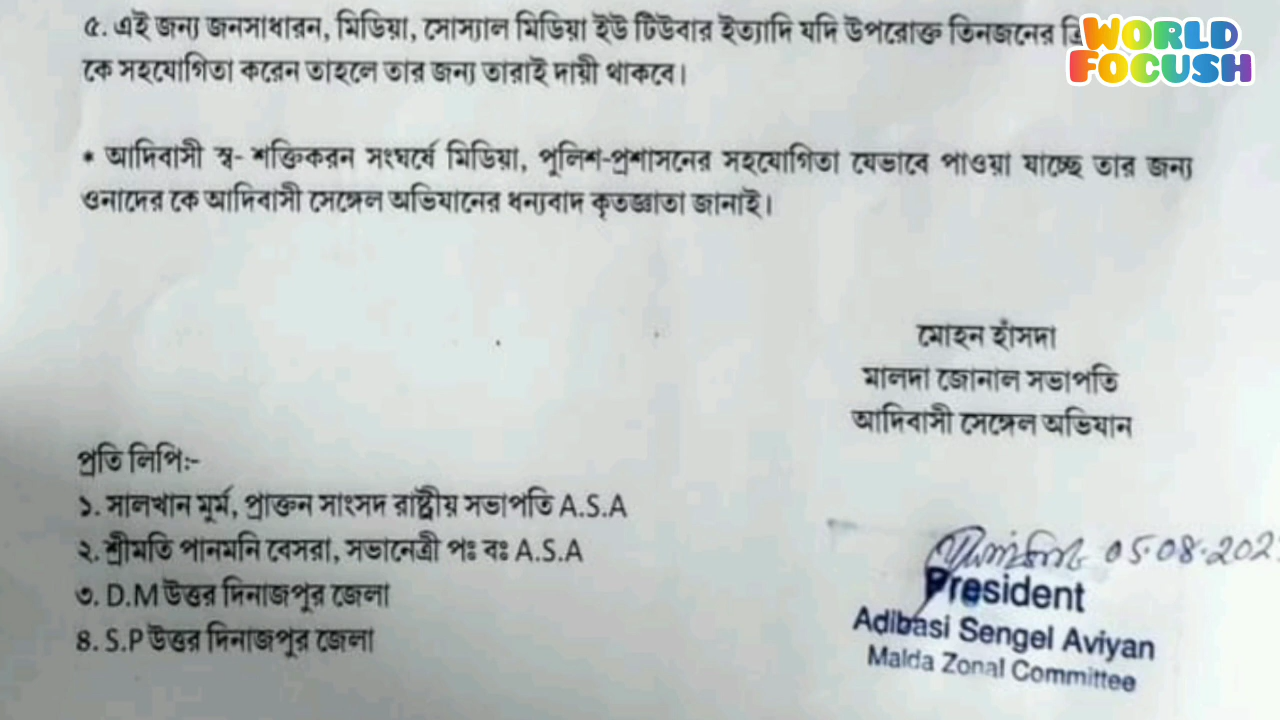 ৫. এই জন্য জনসাধারন, মিডিয়া, সোস্যাল মিডিয়া ইউ টিউবার ইত্যাদি যদি উপরোক্ত তিনজনের
WORLD
FOCUSH
কে সহযোগিতা করেন তাহলে তার জন্য তারাই দায়ী থাকবে।
* আদিবাসী স্ব- শক্তিকরন সংঘর্ষে মিডিয়া, পুলিশ-প্রশাসনের সহযোগিতা যেভাবে পাওয়া যাচ্ছে তার জন্য
ওনাদের কে আদিবাসী সেঙ্গেল অভিযানের ধন্যবাদ কৃতজ্ঞাতা জানাই।
মোহন হাঁসদা
মালদা জোনাল সভাপতি
আদিবাসী সেঙ্গেল অভিযান
প্রতি লিপিঃ-
১. সালখান মূর্ম, প্রাক্তন সাংসদ রাষ্ট্রীয় সভাপতি A.S.A
২. শ্রীমতি পানমনি বেসরা, সভানেত্রী পঃ বঃ A.S.A
৩. D.M উত্তর দিনাজপুর জেলা
৪. S.P উত্তর দিনাজপুর জেলা
05.08.202
President
Adibasi Sengel Aviyan
Malda Zonal Committee